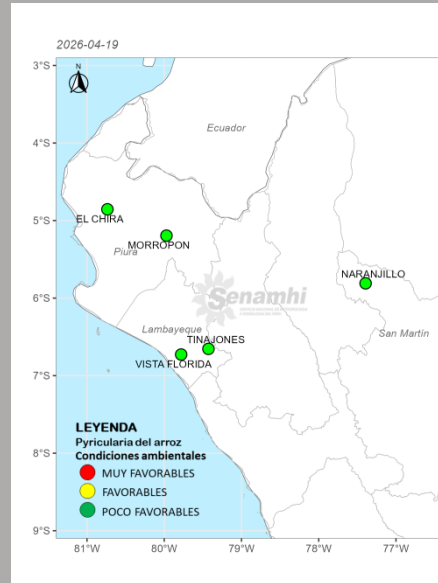 2026-04-19
N
3°S
4°S
Ecuador
5°S
EL CHIRA
MORROPON
Piura
NARANJILLO
6°S
Senamhi
San Martín
Lambayeque
TINAJONES
VISTA FLORIDA
7°S
LEYENDA
Pyricularia del arroz
Condiciones ambientales
8°S
MUY FAVORABLES
FAVORABLES
POCO FAVORABLES
9°S
81°W 80°W 79°W 78°W 77°W